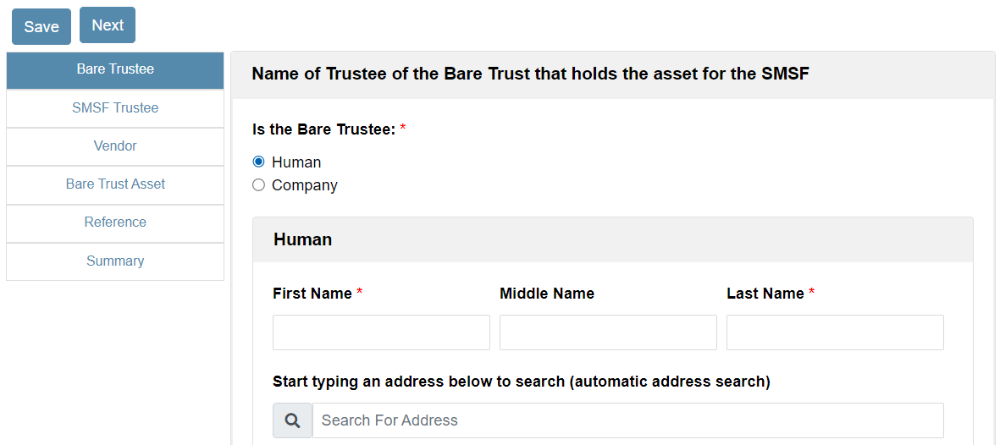 Save Next
Bare Trustee
SMSF Trustee
Vendor
Bare Trust Asset
Reference
Summary
Name of Trustee of the Bare Trust that holds the asset for the SMSF
Is the Bare Trustee: *
Human
Company
Human
First Name * Middle Name Last Name *
Start typing an address below to search (automatic address search)
Search For Address